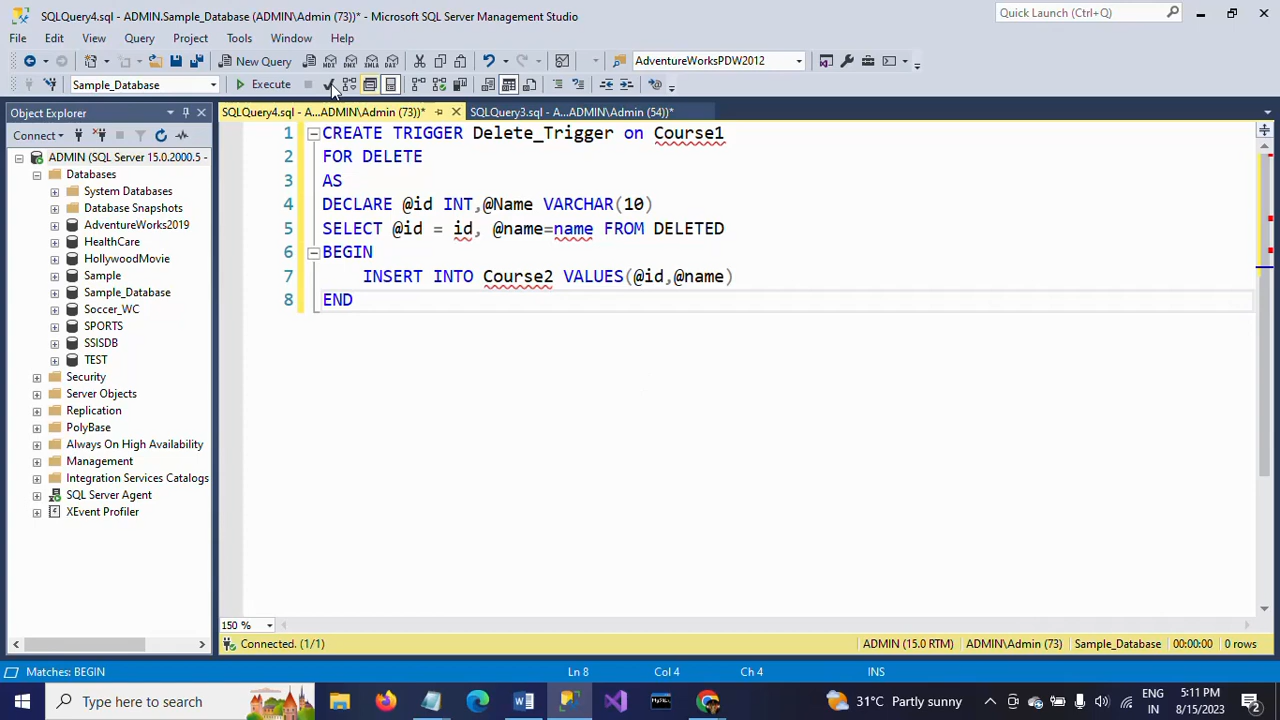 SQLQuery4.sql - ADMIN.Sample_Database (ADMIN\Admin (73))* - Microsoft SQL Server Management Studio
Quick Launch (Ctrl+Q)
File Edit View Query Project Tools Window Help
New Query
MDX DMX XMLA DAX
AdventureWorksPDW2012
Sample_Database
Execute
Object Explorer
SQLQuery4.sql - A...ADMIN\Admin (73))*
SQLQuery3.sql - A...ADMIN\Admin (54))*
Connect
ADMIN (SQL Server 15.0.2000.5 -
Databases
System Databases
Database Snapshots
AdventureWorks2019
HealthCare
HollywoodMovie
Sample
Sample_Database
Soccer_WC
SPORTS
SSISDB
TEST
Security
Server Objects
Replication
PolyBase
Always On High Availability
Management
Integration Services Catalogs
SQL Server Agent
XEvent Profiler
1 CREATE TRIGGER Delete_Trigger on Course1
2 FOR DELETE
3 AS
4 DECLARE @id INT,@Name VARCHAR(10)
5 SELECT @id = id, @name=name FROM DELETED
6 BEGIN
7 INSERT INTO Course2 VALUES(@id,@name)
8 END
150 %
Connected. (1/1)
ADMIN (15.0 RTM) ADMIN\Admin (73) Sample_Database 00:00:00 0 rows
Matches: BEGIN
Ln 8 Col 4 Ch 4 INS
Type here to search
31°C Partly sunny
ENG
IN
5:11 PM
8/15/2023
2